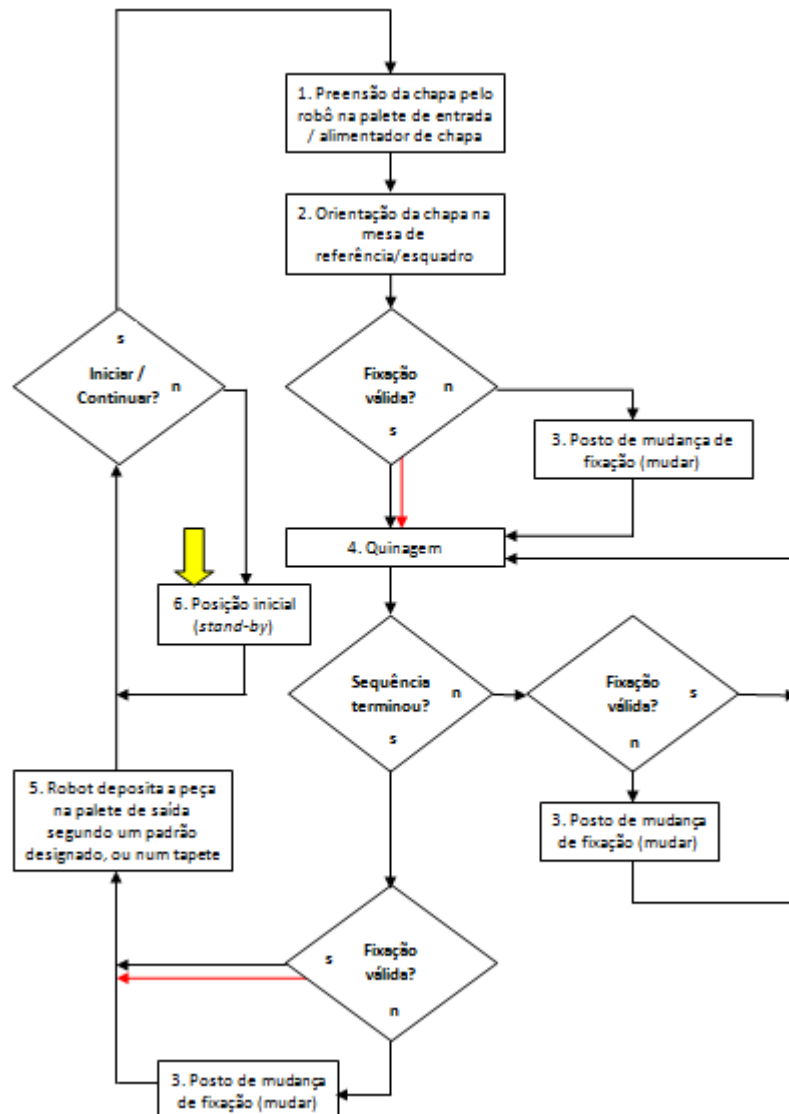 1. Preensão da chapa pelo
robô na palete de entrada
/ alimentador de chapa
2. Orientação da chapa na
mesa de
referência/esquadro
s
Iniciar /
Continuar?
n
Fixação
válida?
n
s
3. Posto de mudança de
fixação (mudar)
4. Quinagem
6. Posição inicial
(stand-by)
Sequência
terminou?
n
s
Fixação
válida?
s
n
5. Robot deposita a peça
na palete de saída
segundo um padrão
designado, ou num tapete
3. Posto de mudança
de fixação (mudar)
Fixação
válida?
s
n
3. Posto de mudança
de fixação (mudar)